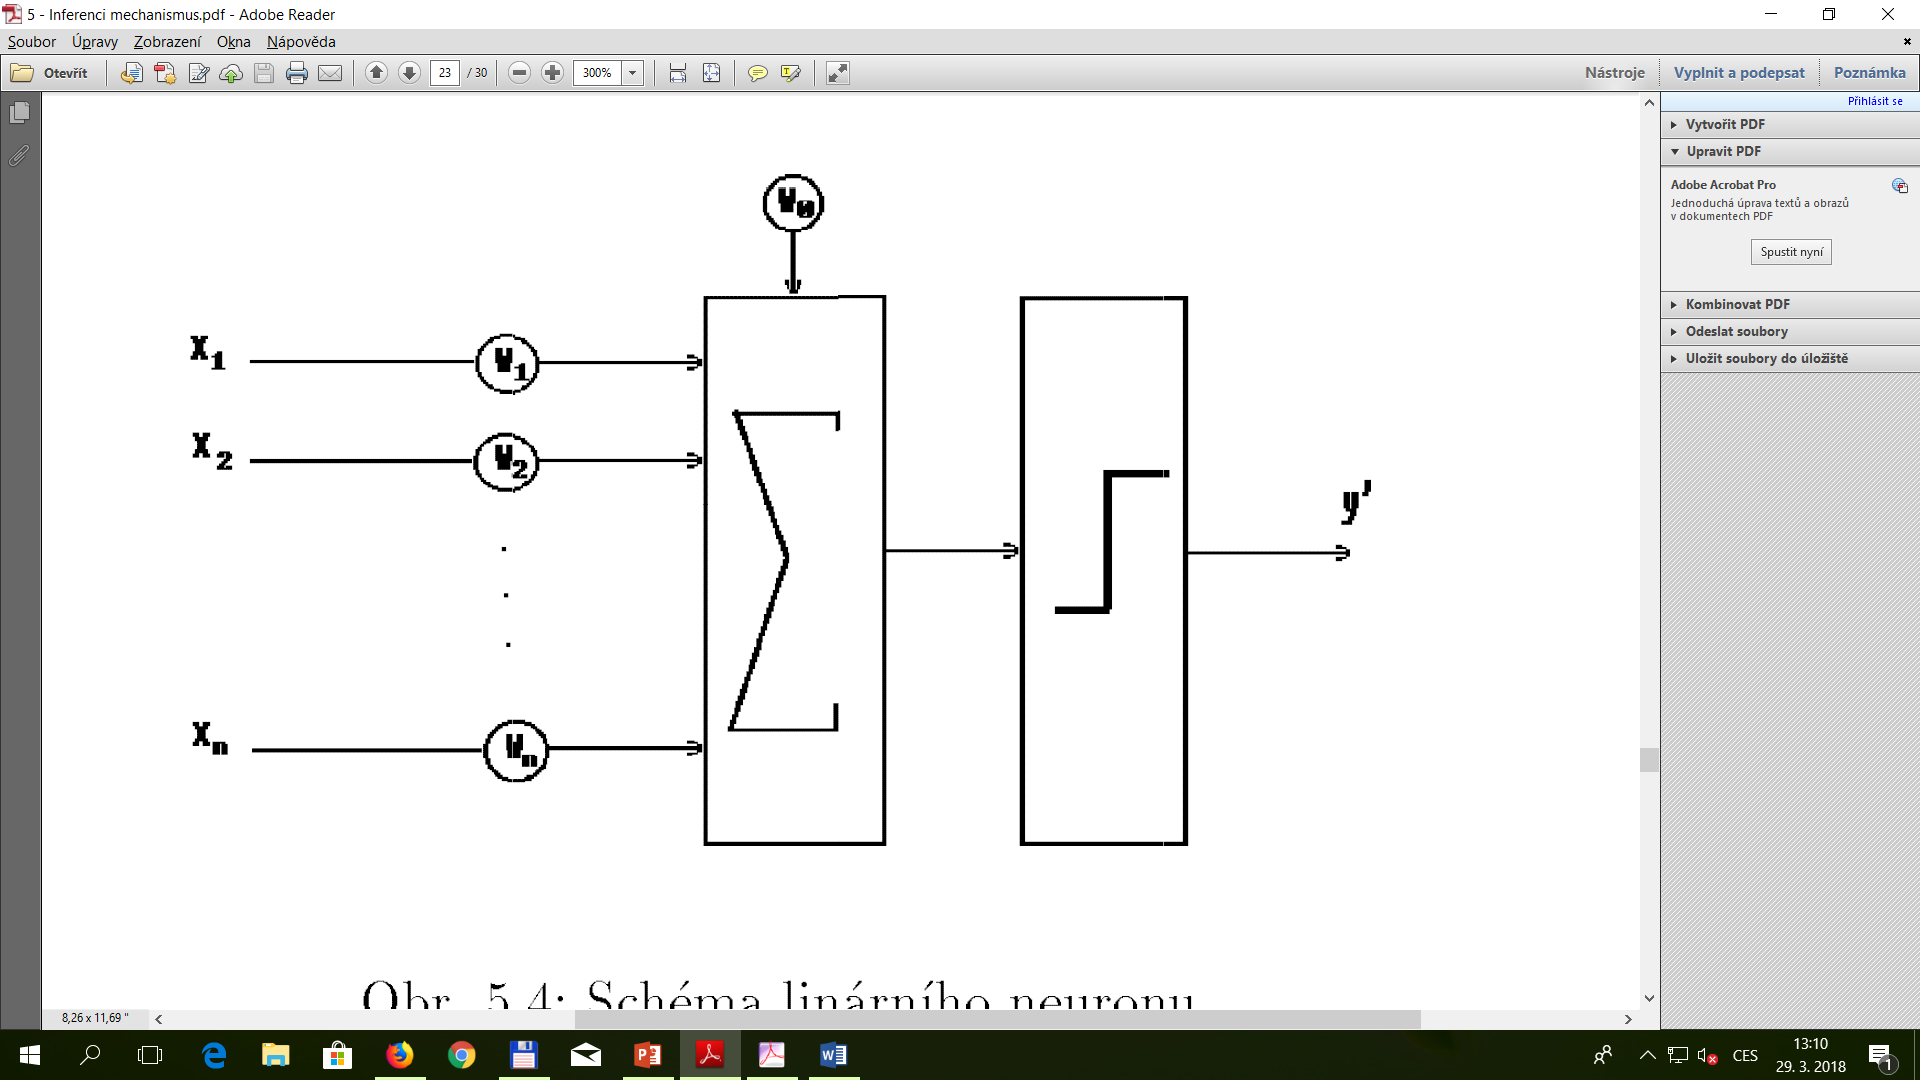 5 - Inferenci mechanismus.pdf - Adobe Reader
Soubor Úpravy Zobrazení Okna Nápověda
Otevřít 23 / 30 300% Nástroje Vyplnit a podepsat Poznámka
Přihlásit se
Vytvořit PDF
Upravit PDF
Adobe Acrobat Pro
Jednoduchá úprava textů a obrazů
v dokumentech PDF
Spustit nyní
Kombinovat PDF
Odeslat soubory
Uložit soubory do úložiště
W0
X1 W1
X2 W2
y'
Xn Wn
Obr. 5.4: Schéma linárního neuronu
8,26 x 11,69 "
CES
13:10
29. 3. 2018
1